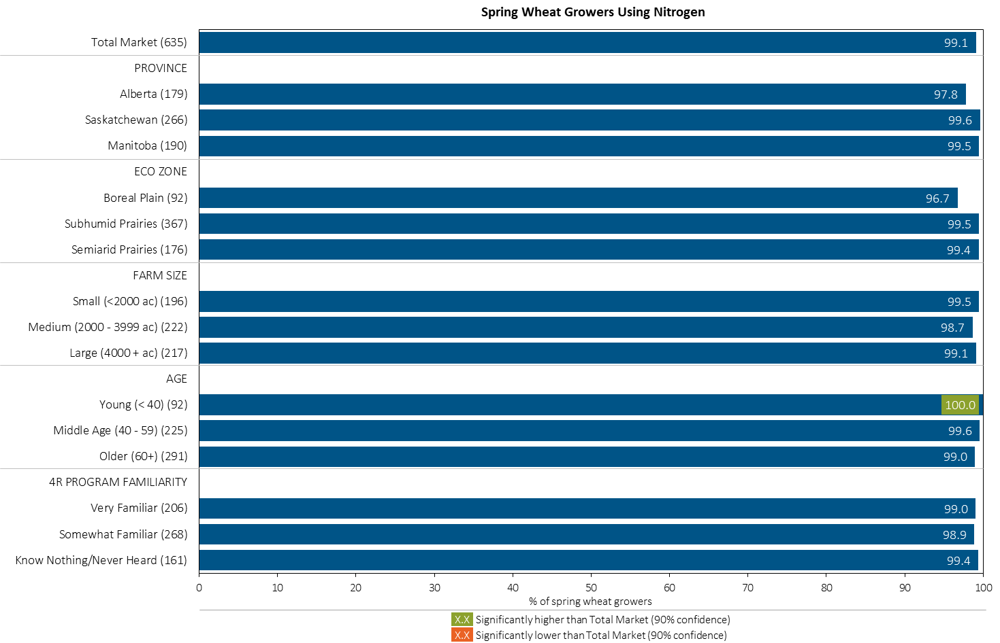 Spring Wheat Growers Using Nitrogen
Total Market (635) 99.1
PROVINCE
Alberta (179) 97.8
Saskatchewan (266) 99.6
Manitoba (190) 99.5
ECO ZONE
Boreal Plain (92) 96.7
Subhumid Prairies (367) 99.5
Semiarid Prairies (176) 99.4
FARM SIZE
Small (<2000 ac) (196) 99.5
Medium (2000 - 3999 ac) (222) 98.7
Large (4000 + ac) (217) 99.1
AGE
Young (< 40) (92) 100.0
Middle Age (40 - 59) (225) 99.6
Older (60+) (291) 99.0
4R PROGRAM FAMILIARITY
Very Familiar (206) 99.0
Somewhat Familiar (268) 98.9
Know Nothing/Never Heard (161) 99.4
0 10 20 30 40 50 60 70 80 90 100
% of spring wheat growers
X.X Significantly higher than Total Market (90% confidence)
X.X Significantly lower than Total Market (90% confidence)